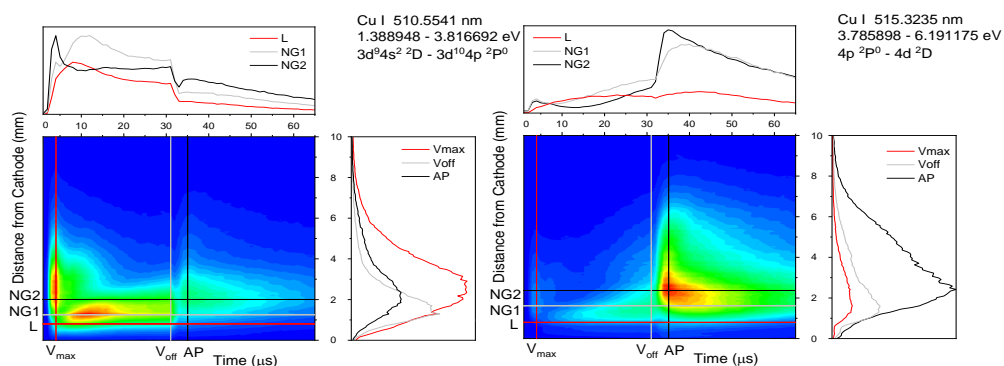 L
NG1
NG2
Cu I 510.5541 nm
1.388948 - 3.816692 eV
3d⁹4s² ²D - 3d¹⁰4p ²P⁰
0 10 20 30 40 50 60
Distance from Cathode (mm)
NG2
NG1
L
Vmax Voff AP Time (µs)
Vmax
Voff
AP
10
8
6
4
2
0
L
NG1
NG2
Cu I 515.3235 nm
3.785898 - 6.191175 eV
4p ²P⁰ - 4d ²D
0 10 20 30 40 50 60
Distance from Cathode (mm)
NG2
NG1
L
Vmax Voff AP Time (µs)
Vmax
Voff
AP
10
8
6
4
2
0